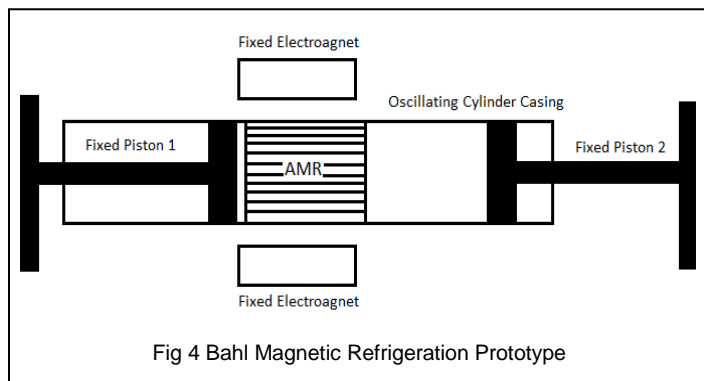 Fixed Electroagnet
Oscillating Cylinder Casing
Fixed Piston 1
Fixed Piston 2
AMR
Fixed Electroagnet
Fig 4 Bahl Magnetic Refrigeration Prototype